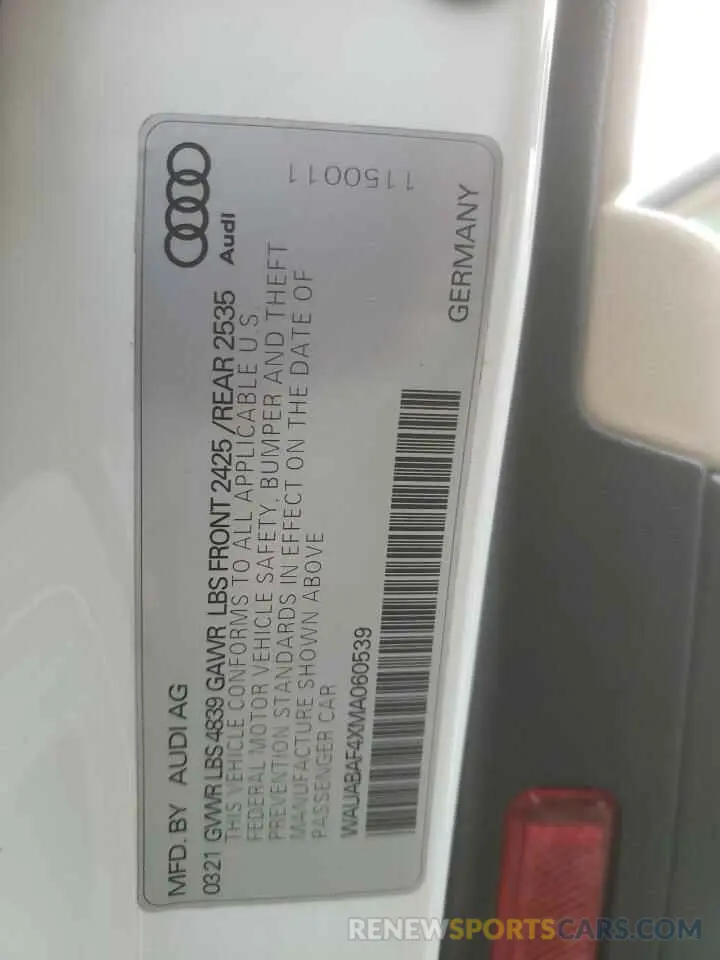 MFD. BY AUDI AG
0321 GVWR LBS 4839 GAWR LBS FRONT 2425 /REAR 2535
THIS VEHICLE CONFORMS TO ALL APPLICABLE U.S.
FEDERAL MOTOR VEHICLE SAFETY, BUMPER AND THEFT
PREVENTION STANDARDS IN EFFECT ON THE DATE OF
MANUFACTURE SHOWN ABOVE
PASSENGER CAR
WAUABAF4XMA060539
Audi
1150011
GERMANY
RENEWSPORTSCARS.COM